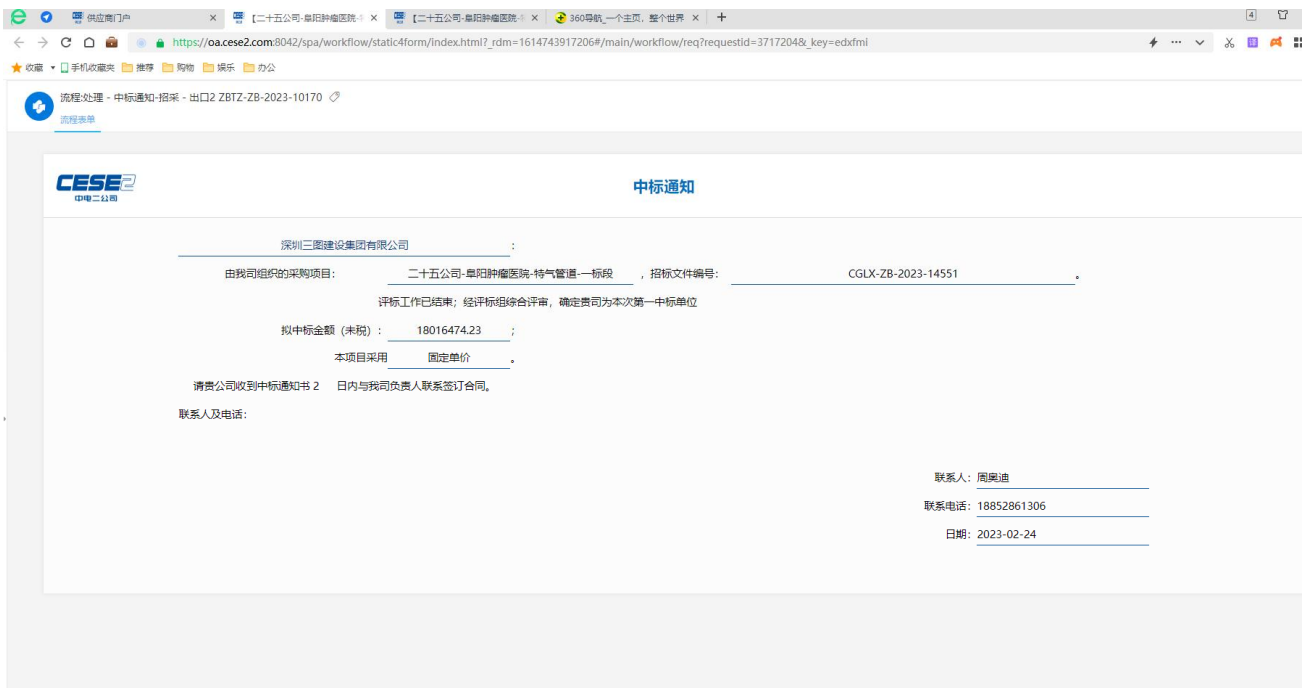 供应商门户
【二十五公司-阜阳肿瘤医院-
【二十五公司-阜阳肿瘤医院-
360导航_一个主页，整个世界
4
https://oa.cese2.com:8042/spa/workflow/static4form/index.html?_rdm=1614743917206#/main/workflow/req?requestid=3717204&_key=edxfmi
译
收藏 手机收藏夹 推荐 购物 娱乐 办公
流程:处理 - 中标通知-招采 - 出口2 ZBTZ-ZB-2023-10170
流程表单
CESE2
中电二公司
中标通知
深圳三图建设集团有限公司 ：
由我司组织的采购项目： 二十五公司-阜阳肿瘤医院-特气管道-一标段 ，招标文件编号： CGLX-ZB-2023-14551 。
评标工作已结束；经评标组综合评审，确定贵司为本次第一中标单位
拟中标金额（未税）： 18016474.23 ；
本项目采用 固定单价 。
请贵公司收到中标通知书 2 日内与我司负责人联系签订合同。
联系人及电话：
联系人：周奥迪
联系电话：18852861306
日期：2023-02-24